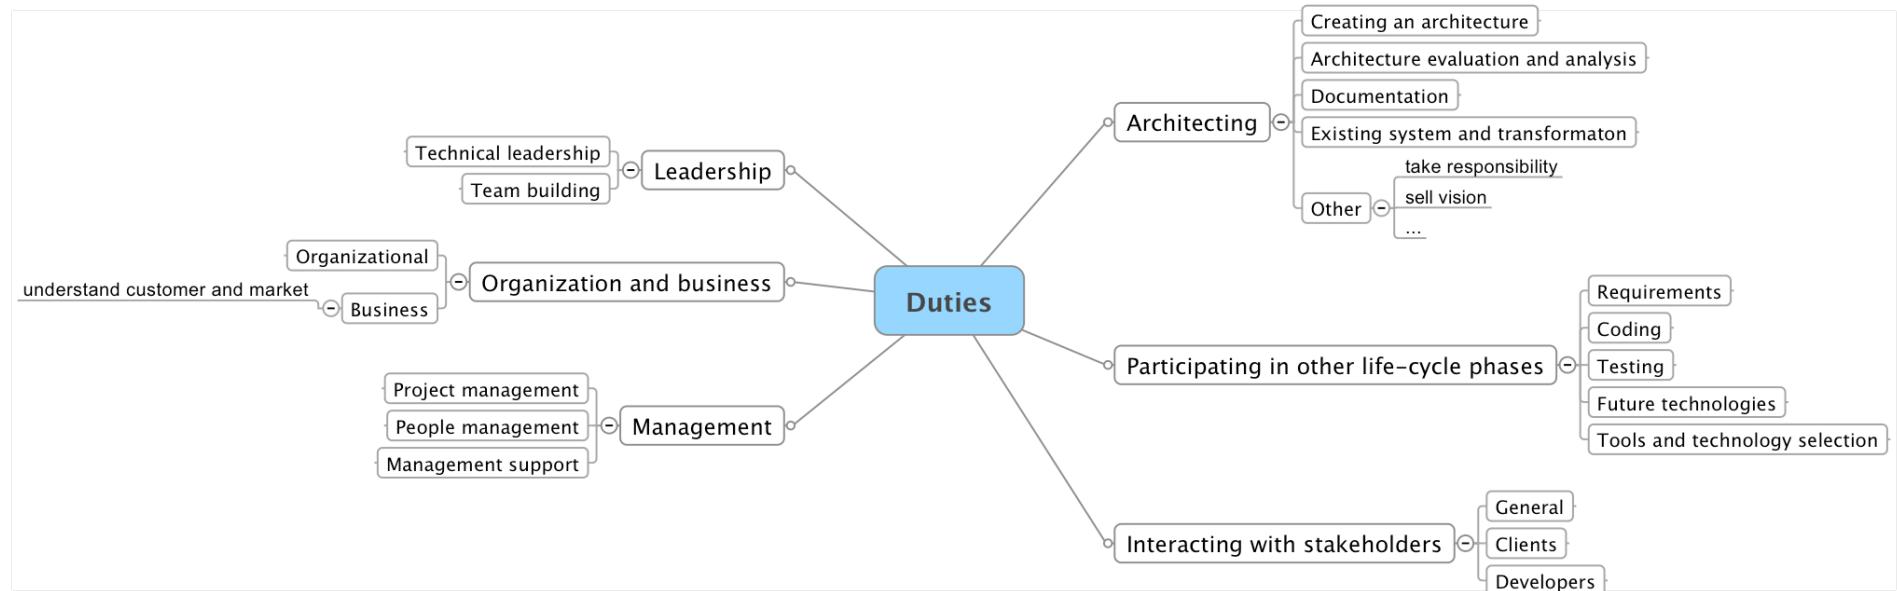 Duties
Architecting
Creating an architecture
Architecture evaluation and analysis
Documentation
Existing system and transformaton
Other
take responsibility
sell vision
...
Participating in other life-cycle phases
Requirements
Coding
Testing
Future technologies
Tools and technology selection
Interacting with stakeholders
General
Clients
Developers
Leadership
Technical leadership
Team building
Organization and business
Organizational
Business
understand customer and market
Management
Project management
People management
Management support